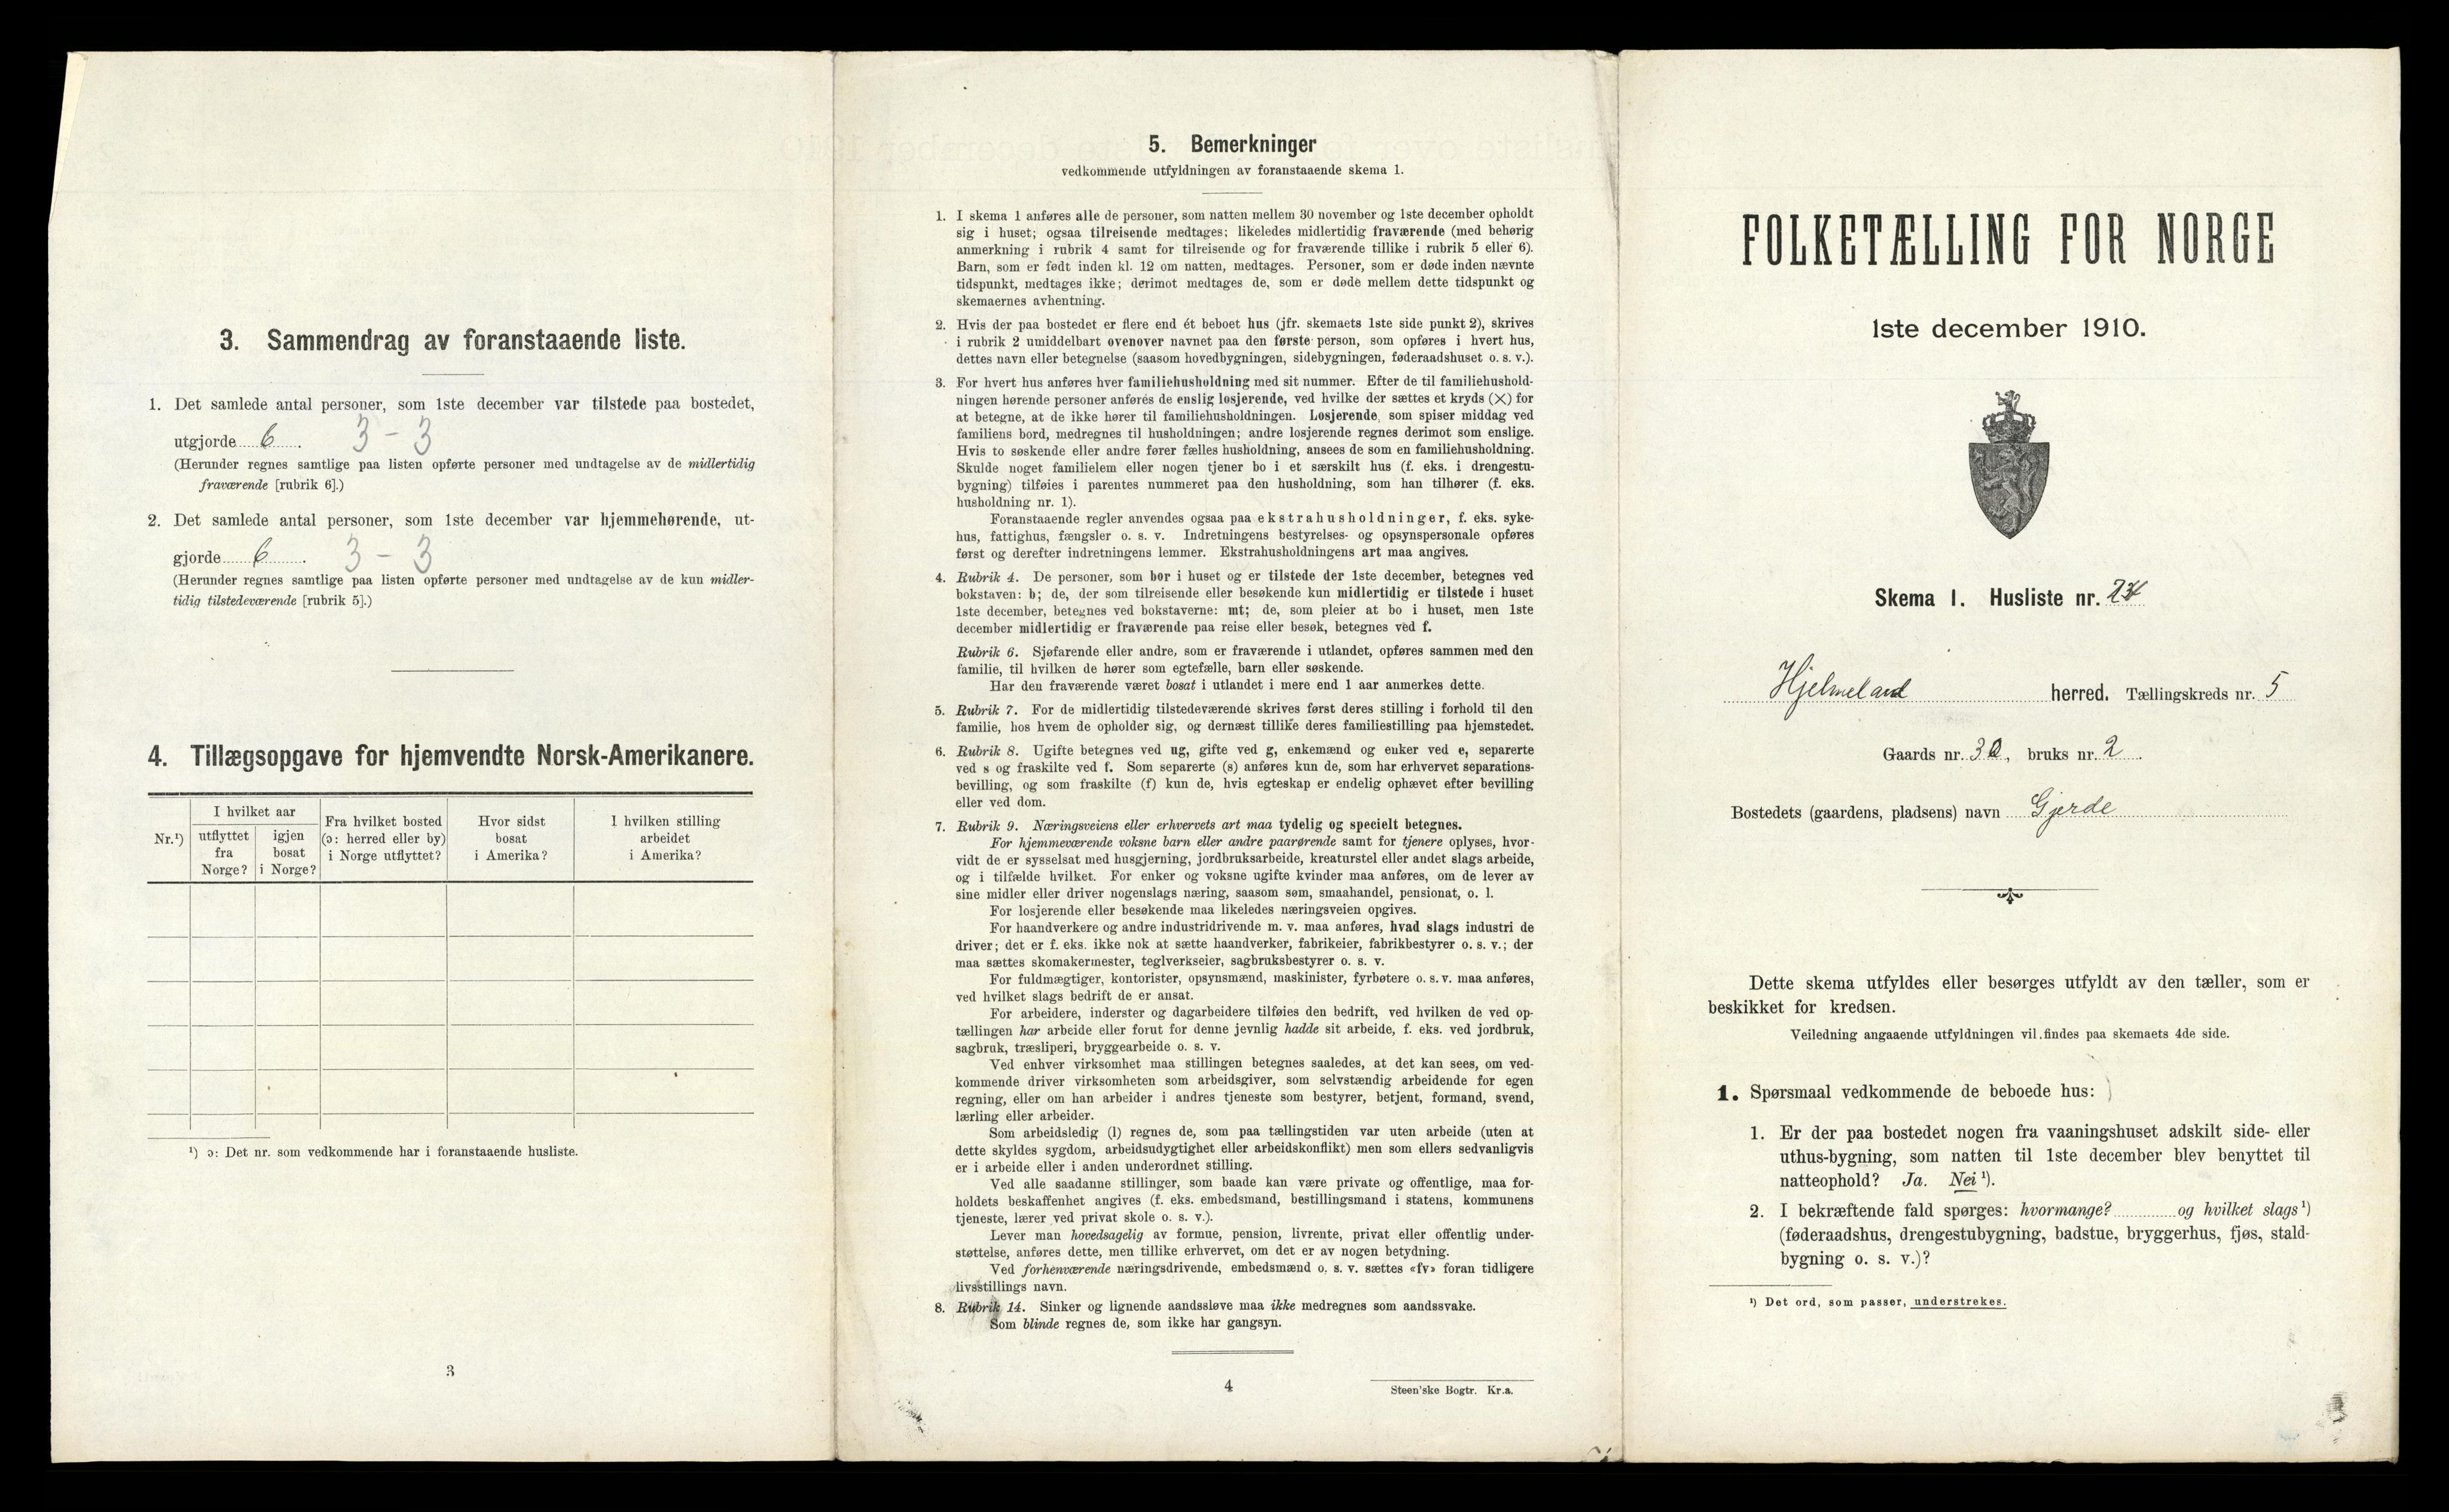 3. Sammendrag av foranstaaende liste.
1. Det samlede antal personer, som 1ste december var tilstede paa bostedet,
utgjorde 6. 3 - 3
(Herunder regnes samtlige paa listen opførte personer med undtagelse av de midlertidig
fraværende [rubrik 6].)
2. Det samlede antal personer, som 1ste december var hjemmehørende, ut-
gjorde 6. 3 - 3
(Herunder regnes samtlige paa listen opførte personer med undtagelse av de kun midler-
tidig tilstedeværende [rubrik 5].)
4. Tillægsopgave for hjemvendte Norsk-Amerikanere.
Nr.¹)
I hvilket aar
utflyttet
fra
Norge?
igjen
bosat
i Norge?
Fra hvilket bosted
(ɔ: herred eller by)
i Norge utflyttet?
Hvor sidst
bosat
i Amerika?
I hvilken stilling
arbeidet
i Amerika?
¹) ɔ: Det nr. som vedkommende har i foranstaaende husliste.
3
5. Bemerkninger
vedkommende utfyldningen av foranstaaende skema 1.
1. I skema 1 anføres alle de personer, som natten mellem 30 november og 1ste december opholdt
sig i huset; ogsaa tilreisende medtages; likeledes midlertidig fraværende (med behørig
anmerkning i rubrik 4 samt for tilreisende og for fraværende tillike i rubrik 5 eller 6).
Barn, som er født inden kl. 12 om natten, medtages. Personer, som er døde inden nævnte
tidspunkt, medtages ikke; derimot medtages de, som er døde mellem dette tidspunkt og
skemaernes avhentning.
2. Hvis der paa bostedet er flere end ét beboet hus (jfr. skemaets 1ste side punkt 2), skrives
i rubrik 2 umiddelbart ovenover navnet paa den første person, som opføres i hvert hus,
dettes navn eller betegnelse (saasom hovedbygningen, sidebygningen, føderaadshuset o. s. v.).
3. For hvert hus anføres hver familiehusholdning med sit nummer. Efter de til familiehushold-
ningen hørende personer anføres de enslig losjerende, ved hvilke der sættes et kryds (×) for
at betegne, at de ikke hører til familiehusholdningen. Losjerende, som spiser middag ved
familiens bord, medregnes til husholdningen; andre losjerende regnes derimot som enslige.
Hvis to søskende eller andre fører fælles husholdning, ansees de som en familiehusholdning.
Skulde noget familielem eller nogen tjener bo i et særskilt hus (f. eks. i drengestu-
bygning) tilføies i parentes nummeret paa den husholdning, som han tilhører (f. eks.
husholdning nr. 1).
Foranstaaende regler anvendes ogsaa paa ekstrahusholdninger, f. eks. syke-
hus, fattighus, fængsler o. s. v. Indretningens bestyrelses- og opsynspersonale opføres
først og derefter indretningens lemmer. Ekstrahusholdningens art maa angives.
4. Rubrik 4. De personer, som bor i huset og er tilstede der 1ste december, betegnes ved
bokstaven: b; de, der som tilreisende eller besøkende kun midlertidig er tilstede i huset
1ste december, betegnes ved bokstaverne: mt; de, som pleier at bo i huset, men 1ste
december midlertidig er fraværende paa reise eller besøk, betegnes ved f.
Rubrik 6. Sjøfarende eller andre, som er fraværende i utlandet, opføres sammen med den
familie, til hvilken de hører som egtefælle, barn eller søskende.
Har den fraværende været bosat i utlandet i mere end 1 aar anmerkes dette.
5. Rubrik 7. For de midlertidig tilstedeværende skrives først deres stilling i forhold til den
familie, hos hvem de opholder sig, og dernæst tillike deres familiestilling paa hjemstedet.
6. Rubrik 8. Ugifte betegnes ved ug, gifte ved g, enkemænd og enker ved e, separerte
ved s og fraskilte ved f. Som separerte (s) anføres kun de, som har erhvervet separations-
bevilling, og som fraskilte (f) kun de, hvis egteskap er endelig ophævet efter bevilling
eller ved dom.
7. Rubrik 9. Næringsveiens eller erhvervets art maa tydelig og specielt betegnes.
For hjemmeværende voksne barn eller andre paarørende samt for tjenere oplyses, hvor-
vidt de er sysselsat med husgjerning, jordbruksarbeide, kreaturstel eller andet slags arbeide,
og i tilfælde hvilket. For enker og voksne ugifte kvinder maa anføres, om de lever av
sine midler eller driver nogenslags næring, saasom søm, smaahandel, pensionat, o. l.
For losjerende eller besøkende maa likeledes næringsveien opgives.
For haandverkere og andre industridrivende m. v. maa anføres, hvad slags industri de
driver; det er f. eks. ikke nok at sætte haandverker, fabrikeier, fabrikbestyrer o. s. v.; der
maa sættes skomakermester, teglverkseier, sagbruksbestyrer o. s. v.
For fuldmægtiger, kontorister, opsynsmænd, maskinister, fyrbøtere o. s. v. maa anføres,
ved hvilket slags bedrift de er ansat.
For arbeidere, inderster og dagarbeidere tilføies den bedrift, ved hvilken de ved op-
tællingen har arbeide eller forut for denne jevnlig hadde sit arbeide, f. eks. ved jordbruk,
sagbruk, træsliperi, bryggearbeide o. s. v.
Ved enhver virksomhet maa stillingen betegnes saaledes, at det kan sees, om ved-
kommende driver virksomheten som arbeidsgiver, som selvstændig arbeidende for egen
regning, eller om han arbeider i andres tjeneste som bestyrer, betjent, formand, svend,
lærling eller arbeider.
Som arbeidsledig (l) regnes de, som paa tællingstiden var uten arbeide (uten at
dette skyldes sygdom, arbeidsudygtighet eller arbeidskonflikt) men som ellers sedvanligvis
er i arbeide eller i anden underordnet stilling.
Ved alle saadanne stillinger, som baade kan være private og offentlige, maa for-
holdets beskaffenhet angives (f. eks. embedsmand, bestillingsmand i statens, kommunens
tjeneste, lærer ved privat skole o. s. v.).
Lever man hovedsagelig av formue, pension, livrente, privat eller offentlig under-
støttelse, anføres dette, men tillike erhvervet, om det er av nogen betydning.
Ved forhenværende næringsdrivende, embedsmænd o. s. v. sættes «fv» foran tidligere
livsstillings navn.
8. Rubrik 14. Sinker og lignende aandssløve maa ikke medregnes som aandssvake.
Som blinde regnes de, som ikke har gangsyn.
4
Steen'ske Bogtr. Kr.a.
FOLKETÆLLING FOR NORGE
1ste december 1910.
Skema 1. Husliste nr.
Hjelmeland herred. Tællingskreds nr. 5
Gaards nr. 30, bruks nr. 2.
Bostedets (gaardens, pladsens) navn Gjerde
Dette skema utfyldes eller besørges utfyldt av den tæller, som er
beskikket for kredsen.
Veiledning angaaende utfyldningen vil findes paa skemaets 4de side.
1. Spørsmaal vedkommende de beboede hus:
1. Er der paa bostedet nogen fra vaaningshuset adskilt side- eller
uthus-bygning, som natten til 1ste december blev benyttet til
natteophold? Ja. Nei ¹).
2. I bekræftende fald spørges: hvormange? og hvilket slags ¹)
(føderaadshus, drengestubygning, badstue, bryggerhus, fjøs, stald-
bygning o. s. v.)?
¹) Det ord, som passer, understrekes.